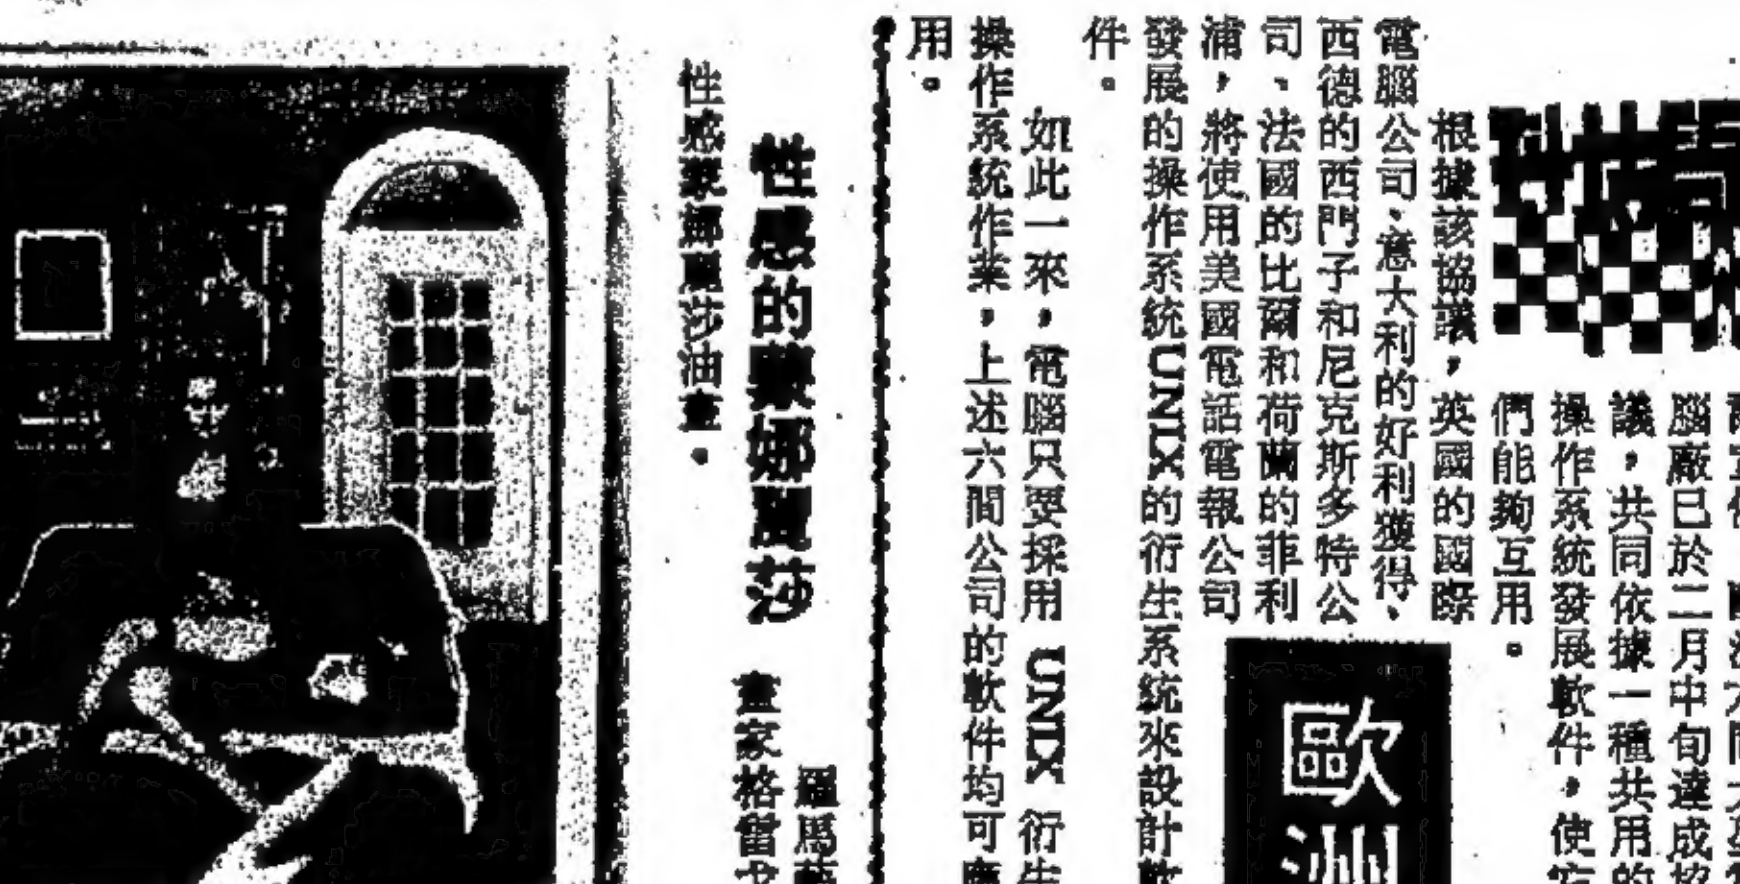 腦廠已於二月中旬達成
議，共同依據一種共用的
操作系統發展軟件，使
們能夠互用。
根據該協議，英國的國際
電腦公司、意大利的好利獲得、
西德的西門子和尼克斯多特公
司、法國的比爾和荷蘭的菲利
浦，將使用美國電話電報公司
發展的操作系統UNIX的衍生系統來設計軟
件。
如此一來，電腦只要採用UNIX衍生
操作系統作業，上述六間公司的軟件均可應
用。
歐洲
性感的蒙娜麗莎
羅馬藝
畫家格雷戈
性感蒙娜麗莎油畫。